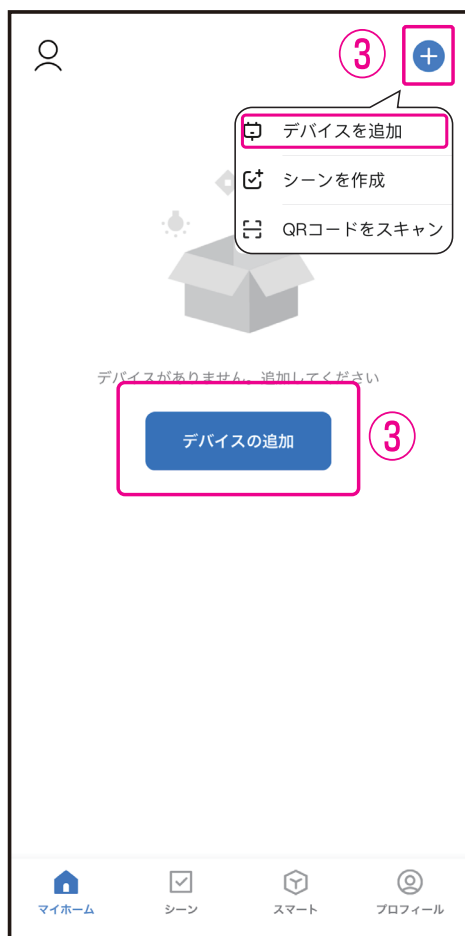 ③
デバイスを追加
シーンを作成
QRコードをスキャン
デバイスがありません。追加してください
デバイスの追加
③
マイホーム
シーン
スマート
プロフィール